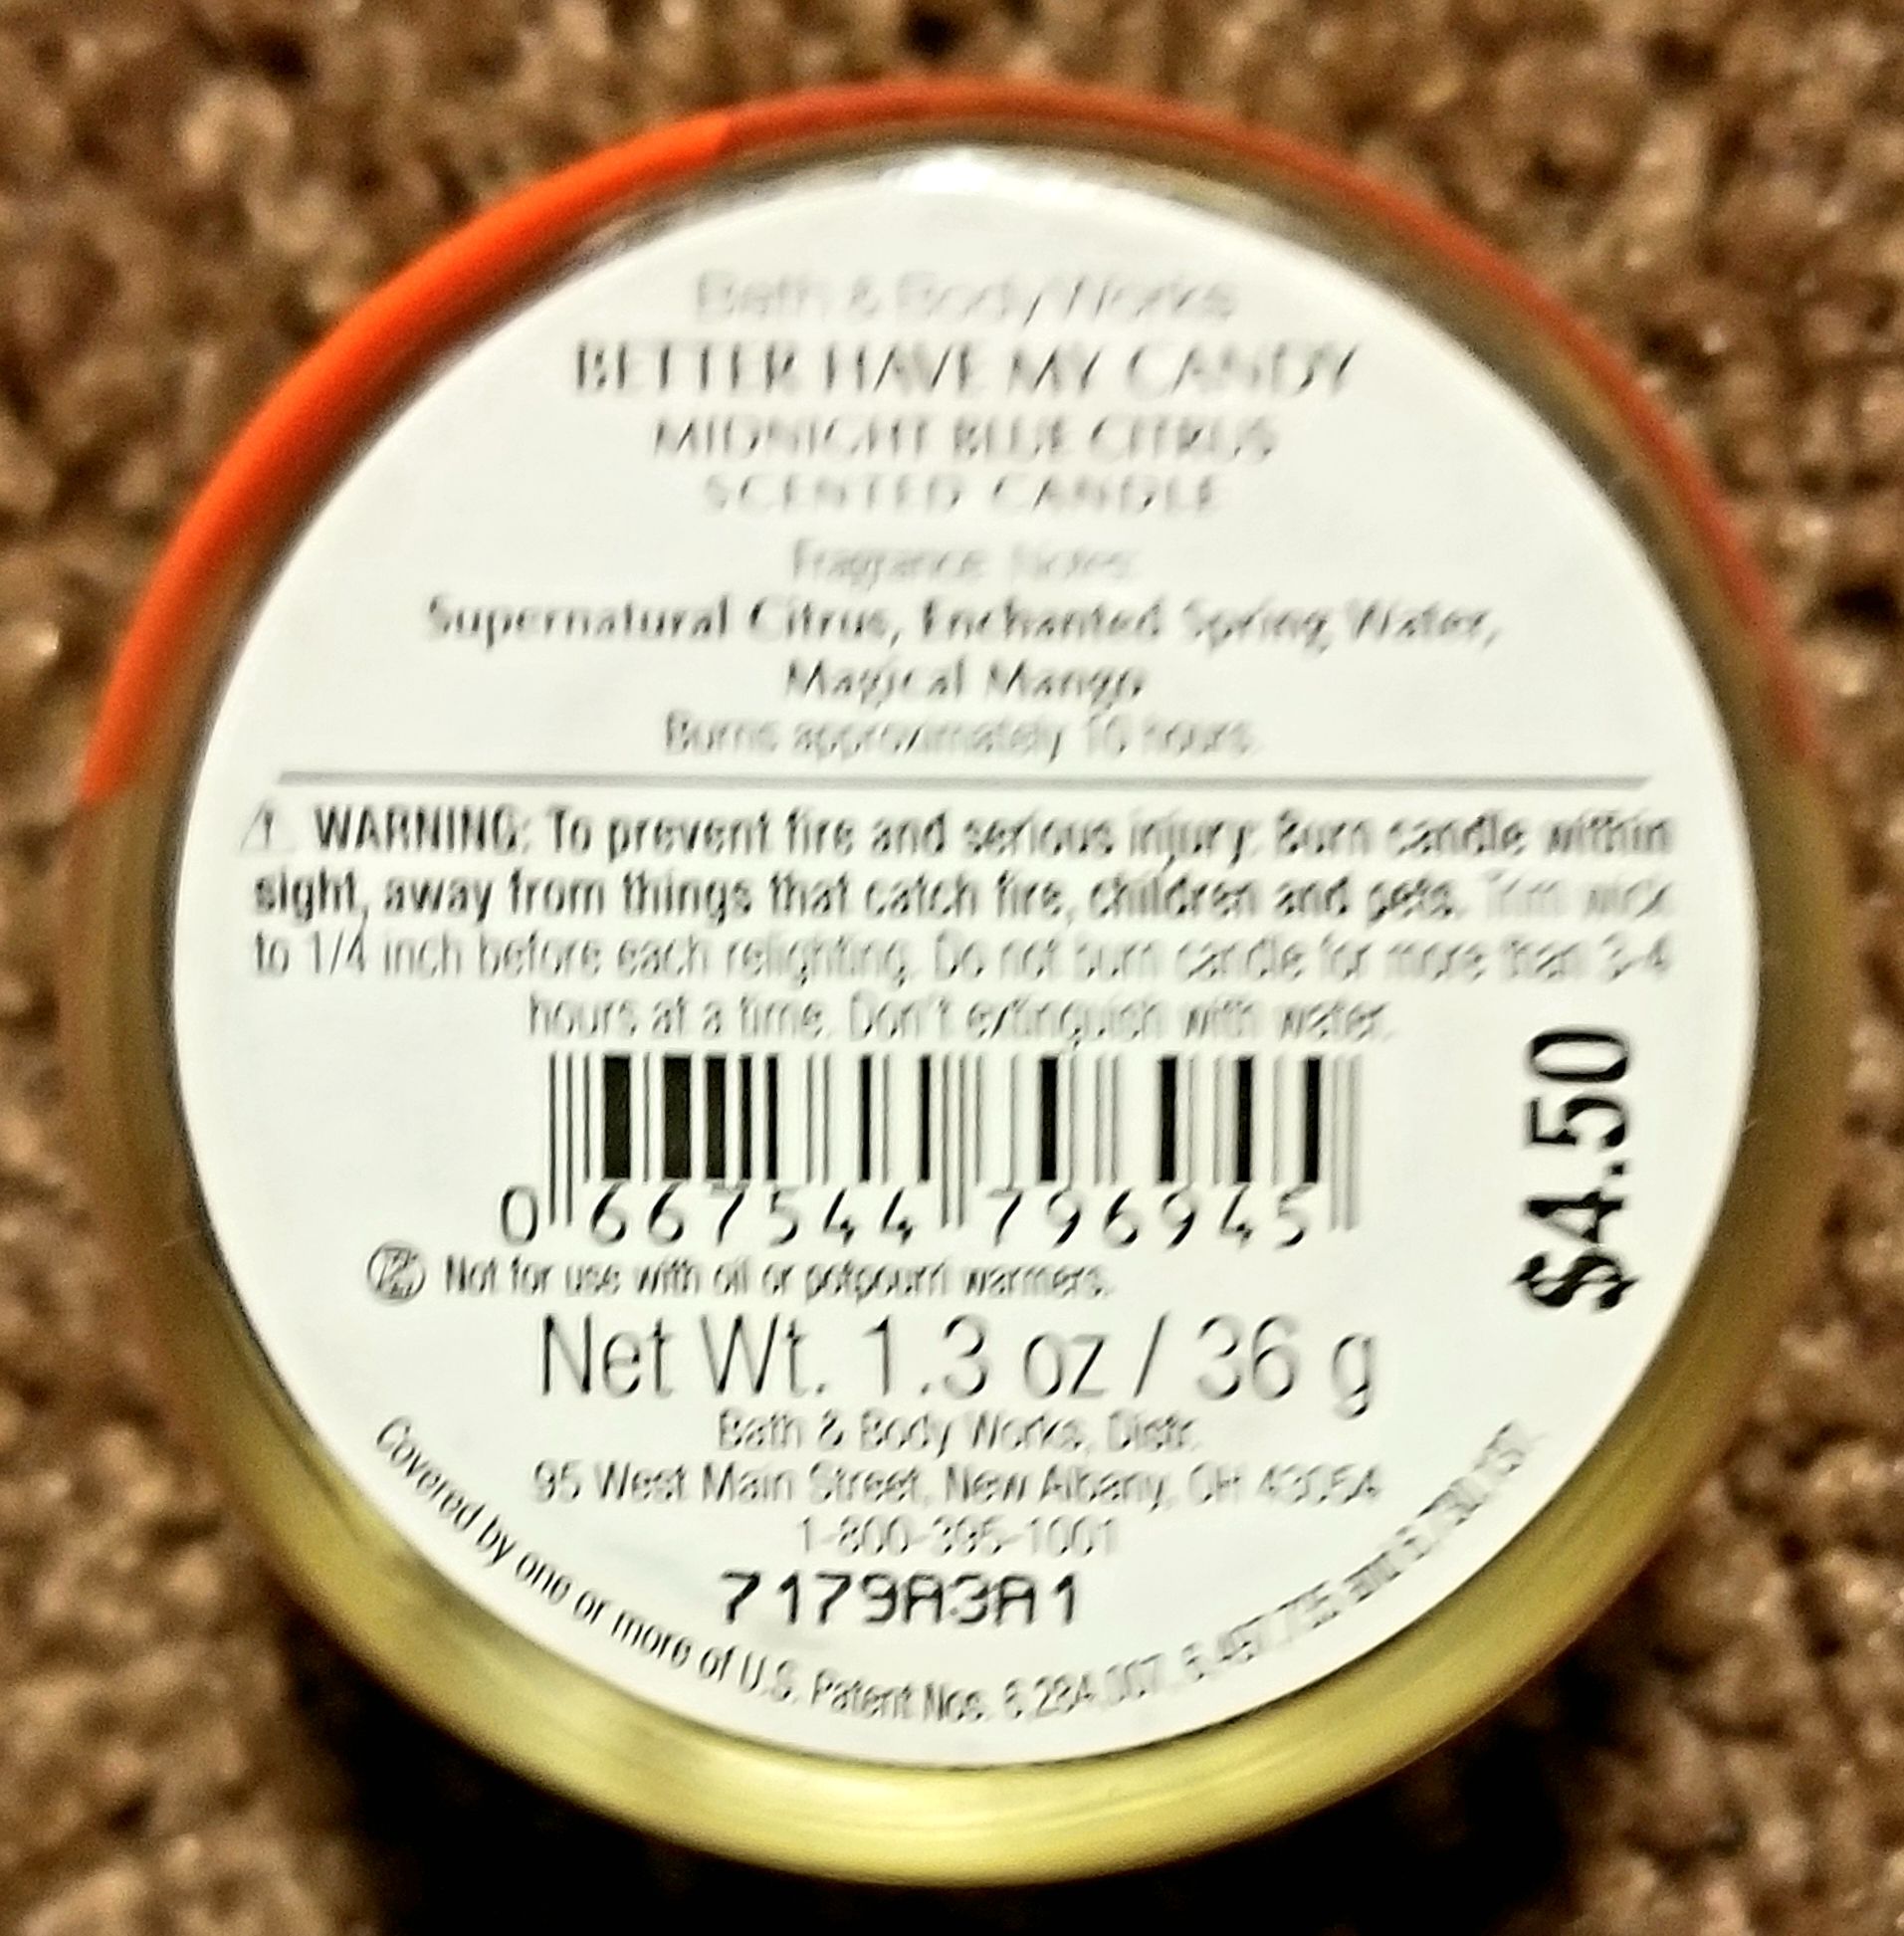 Bath & Body Works
BETTER HAVE MY CANDY
MIDNIGHT BLUE CITRUS
SCENTED CANDLE
Fragrance Notes:
Supernatural Citrus, Enchanted Spring Water,
Magical Mango
Burns approximately hours.
WARNING: To prevent fire and serious injury: Burn candle within
sight, away from things that catch fire, children and pets. Trim wick
to 1/4 inch before each relighting. Do not burn candle for more than 3-4
hours at a time. Don't extinguish with water.
0 667544 796945
$4.50
Not for use with oil or potpourri warmers.
Net Wt. 1.3 oz / 36 g
Bath & Body Works, Distr.
95 West Main Street, New Albany, OH 43054
1-800-395-1001
7179A3A1
Covered by one or more of U.S. Patent Nos. 6,284,007, and